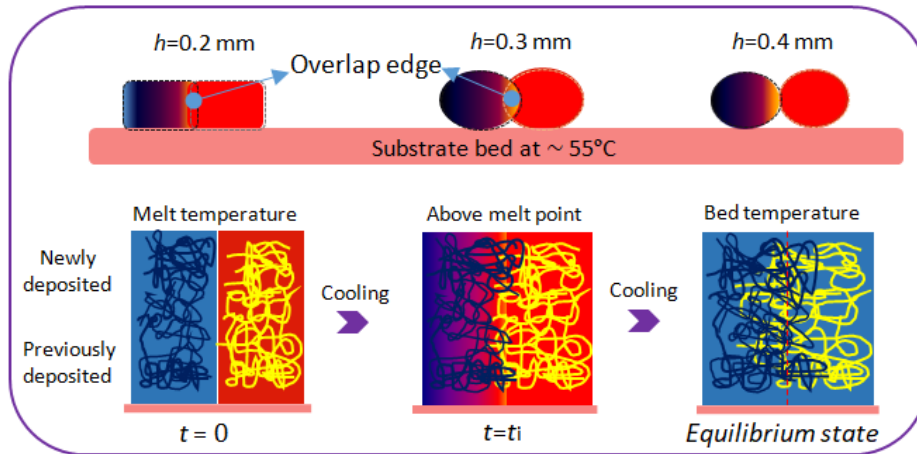 h=0.2 mm
h=0.3 mm
h=0.4 mm
Overlap edge
Substrate bed at ~ 55°C
Melt temperature
Above melt point
Bed temperature
Newly
deposited
Cooling
Cooling
Previously
deposited
t = 0
t=ti
Equilibrium state